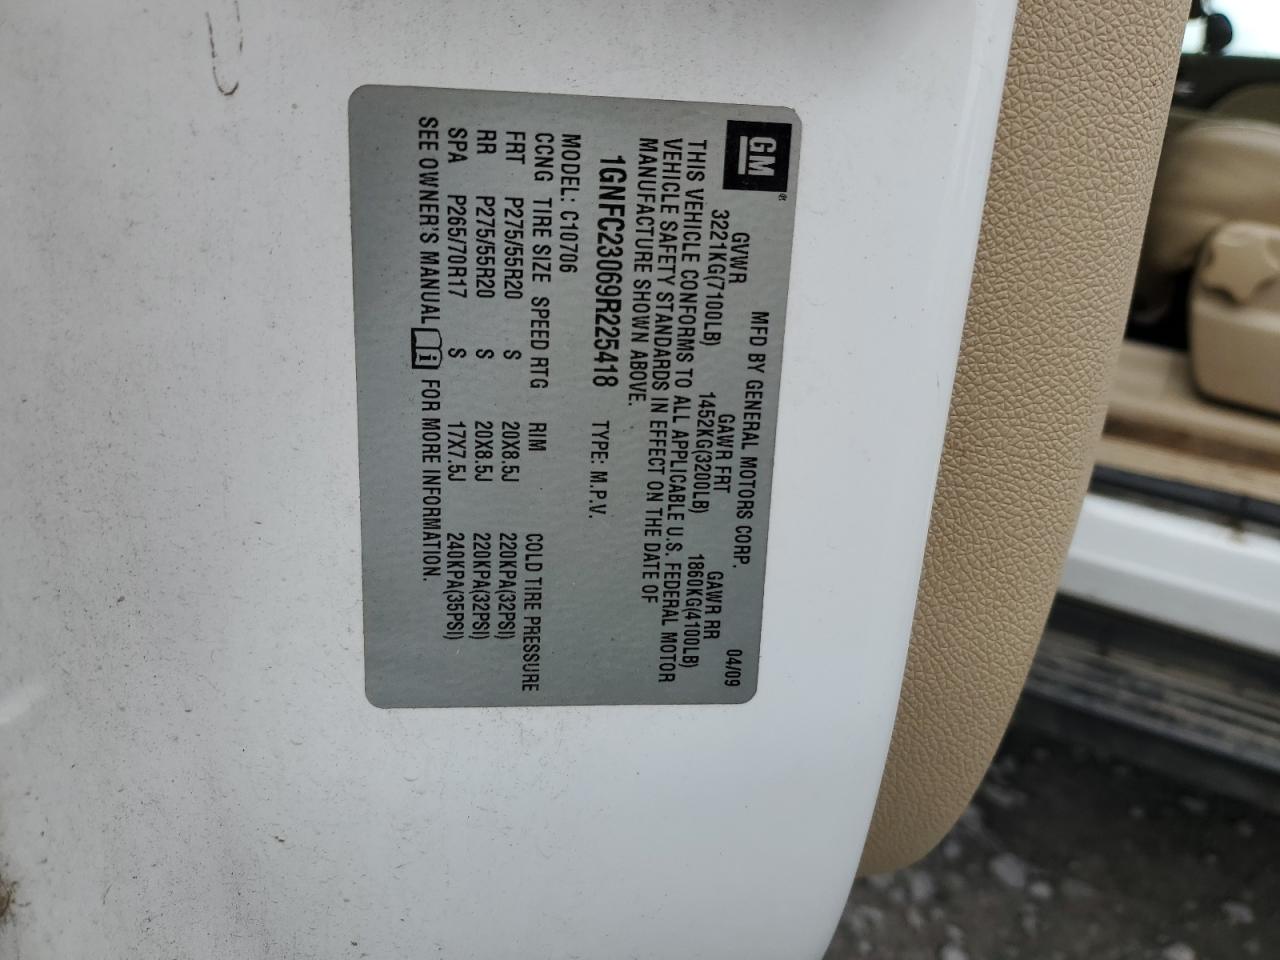 GM®
MFD BY GENERAL MOTORS CORP. 04/09
GVWR GAWR FRT GAWR RR
3221KG(7100LB) 1452KG(3200LB) 1860KG(4100LB)
THIS VEHICLE CONFORMS TO ALL APPLICABLE U.S. FEDERAL MOTOR
VEHICLE SAFETY STANDARDS IN EFFECT ON THE DATE OF
MANUFACTURE SHOWN ABOVE.
1GNFC23069R225418 TYPE: M.P.V.
MODEL: C10706
CCNG TIRE SIZE SPEED RTG RIM COLD TIRE PRESSURE
FRT P275/55R20 S 20X8.5J 220KPA(32PSI)
RR P275/55R20 S 20X8.5J 220KPA(32PSI)
SPA P265/70R17 S 17X7.5J 240KPA(35PSI)
SEE OWNER'S MANUAL i FOR MORE INFORMATION.